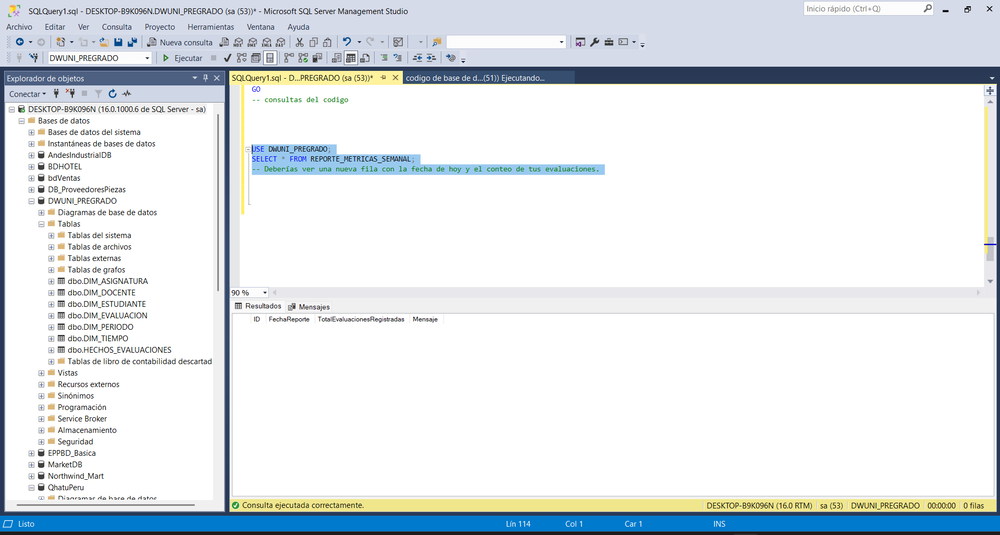 SQLQuery1.sql - DESKTOP-B9K096N.DWUNI_PREGRADO (sa (53))* - Microsoft SQL Server Management Studio
Inicio rápido (Ctrl+Q)
Archivo Editar Ver Consulta Proyecto Herramientas Ventana Ayuda
Nueva consulta MDX DMX XMLA DAX
DWUNI_PREGRADO Ejecutar
Explorador de objetos
Conectar
DESKTOP-B9K096N (16.0.1000.6 de SQL Server - sa)
Bases de datos
Bases de datos del sistema
Instantáneas de bases de datos
AndesIndustrialDB
BDHOTEL
bdVentas
DB_ProveedoresPiezas
DWUNI_PREGRADO
Diagramas de base de datos
Tablas
Tablas del sistema
Tablas de archivos
Tablas externas
Tablas de grafos
dbo.DIM_ASIGNATURA
dbo.DIM_DOCENTE
dbo.DIM_ESTUDIANTE
dbo.DIM_EVALUACION
dbo.DIM_PERIODO
dbo.DIM_TIEMPO
dbo.HECHOS_EVALUACIONES
Tablas de libro de contabilidad descartad
Vistas
Recursos externos
Sinónimos
Programación
Service Broker
Almacenamiento
Seguridad
EPPBD_Basica
MarketDB
Northwind_Mart
QhatuPeru
Diagramas de base de datos
SQLQuery1.sql - D...PREGRADO (sa (53))* codigo de base de d...(51)) Ejecutando...
GO
-- consultas del codigo
USE DWUNI_PREGRADO;
SELECT * FROM REPORTE_METRICAS_SEMANAL;
-- Deberías ver una nueva fila con la fecha de hoy y el conteo de tus evaluaciones.
90 %
Resultados Mensajes
ID FechaReporte TotalEvaluacionesRegistradas Mensaje
Consulta ejecutada correctamente. DESKTOP-B9K096N (16.0 RTM) sa (53) DWUNI_PREGRADO 00:00:00 0 filas
Listo Lín 114 Col 1 Car 1 INS